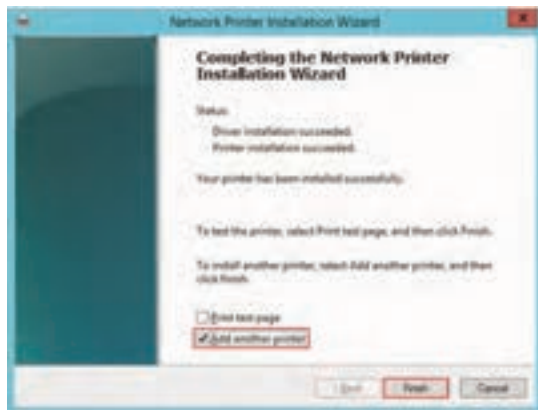 Network Printer Installation Wizard
Completing the Network Printer
Installation Wizard
Status:
Driver installation succeeded.
Printer installation succeeded.
Your printer has been installed successfully.
To test the printer, select Print test page, and then click Finish.
To install another printer, select Add another printer, and then
click Finish.
Print test page
Add another printer
< Back Finish Cancel